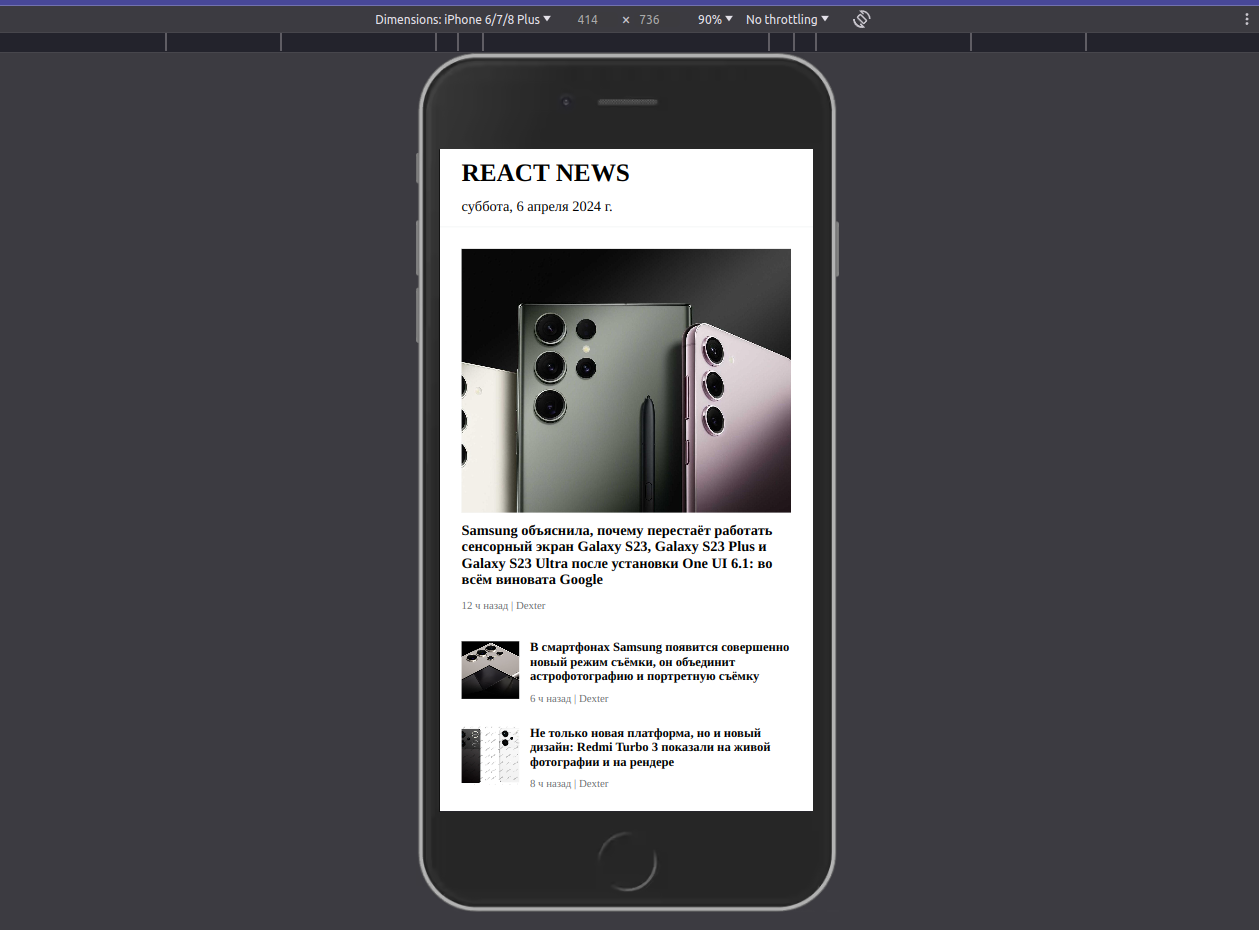 Dimensions: iPhone 6/7/8 Plus 414 × 736 90% No throttling
REACT NEWS
суббота, 6 апреля 2024 г.
Samsung объяснила, почему перестаёт работать
сенсорный экран Galaxy S23, Galaxy S23 Plus и
Galaxy S23 Ultra после установки One UI 6.1: во
всём виновата Google
12 ч назад | Dexter
В смартфонах Samsung появится совершенно
новый режим съёмки, он объединит
астрофотографию и портретную съёмку
6 ч назад | Dexter
Не только новая платформа, но и новый
дизайн: Redmi Turbo 3 показали на живой
фотографии и на рендере
8 ч назад | Dexter